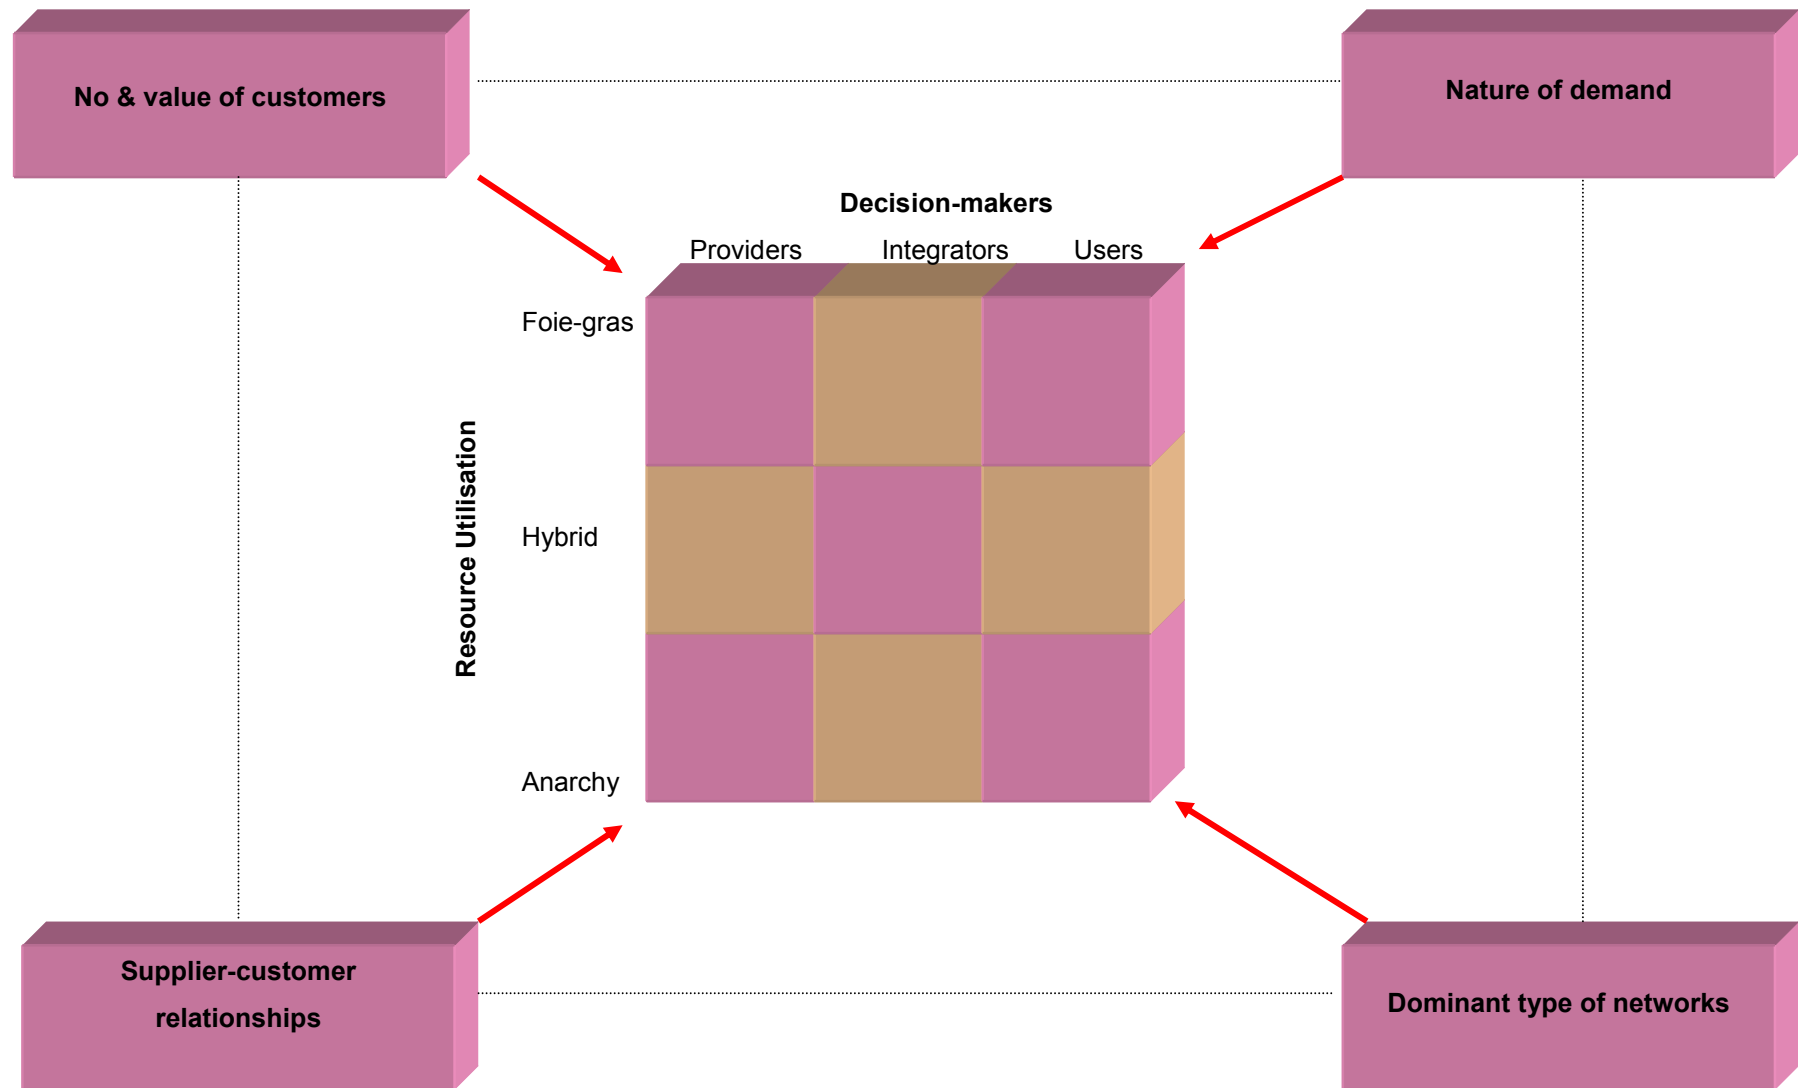 No & value of customers
Nature of demand
Decision-makers
Providers
Integrators
Users
Foie-gras
Resource Utilisation
Hybrid
Anarchy
Supplier-customer
relationships
Dominant type of networks